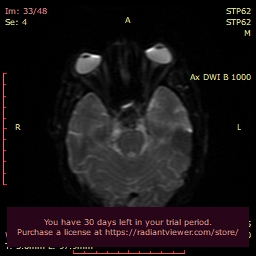 Im: 33/48
Se: 4
A
STP62
STP62
M
Ax DWI B 1000
R
L
You have 30 days left in your trial period.
Purchase a license at https://radiantviewer.com/store/